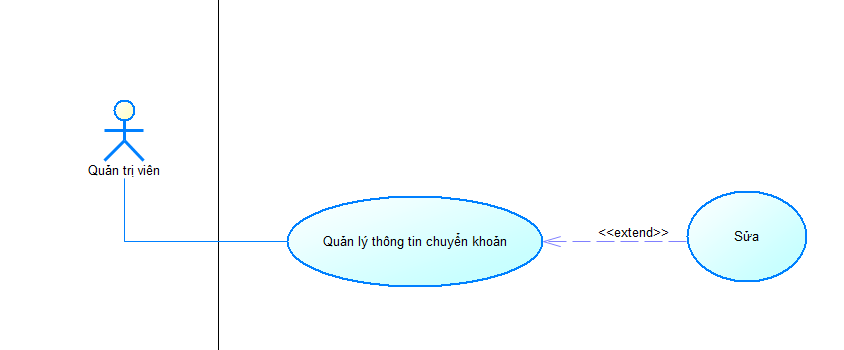 Quản trị viên
Quản lý thông tin chuyển khoản
<<extend>>
Sửa